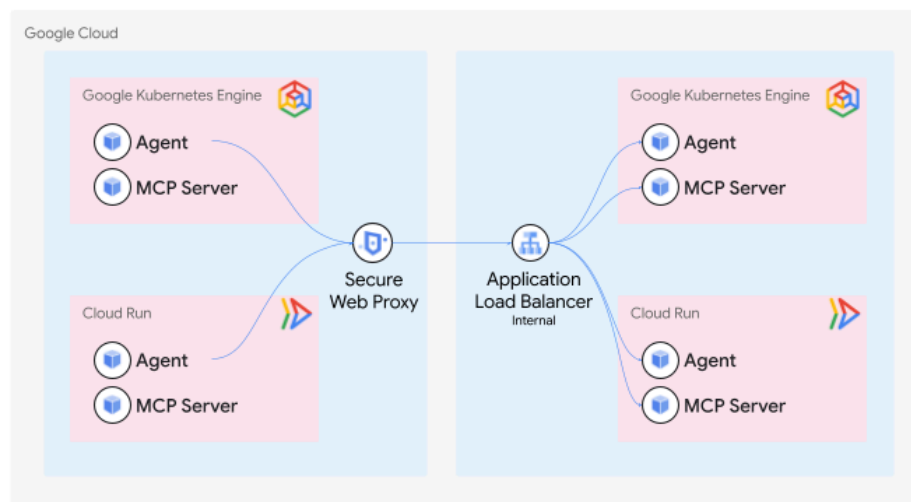 Google Cloud
Google Kubernetes Engine
Agent
MCP Server
Cloud Run
Agent
MCP Server
Secure
Web Proxy
Application
Load Balancer
Internal
Google Kubernetes Engine
Agent
MCP Server
Cloud Run
Agent
MCP Server